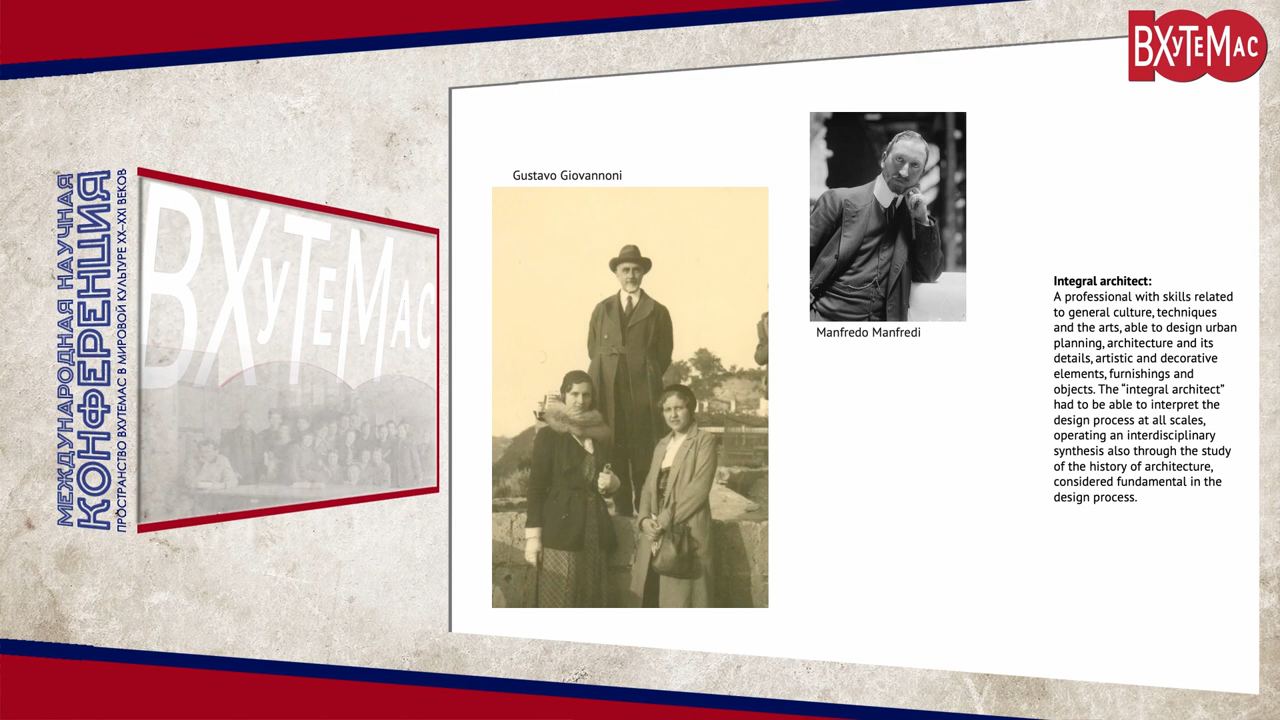 ВХУТЕМАС
МЕЖДУНАРОДНАЯ НАУЧНАЯ
КОНФЕРЕНЦИЯ
ПРОСТРАНСТВО ВХУТЕМАС В МИРОВОЙ КУЛЬТУРЕ XX–XXI ВЕКОВ
ВХУТЕМАС
Gustavo Giovannoni
Manfredo Manfredi
Integral architect:
A professional with skills related
to general culture, techniques
and the arts, able to design urban
planning, architecture and its
details, artistic and decorative
elements, furnishings and
objects. The “integral architect”
had to be able to interpret the
design process at all scales,
operating an interdisciplinary
synthesis also through the study
of the history of architecture,
considered fundamental in the
design process.